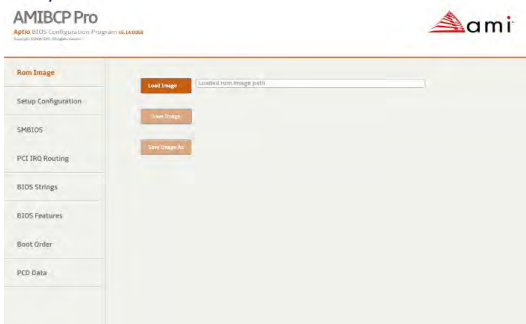 AMIBCP Pro
Aptio BIOS Configuration Program
ami
Rom Image
Load Image
Loaded rom image path
Setup Configuration
Save Image
SMBIOS
Save Image As
PCI IRQ Routing
BIOS Strings
BIOS Features
Boot Order
PCD Data